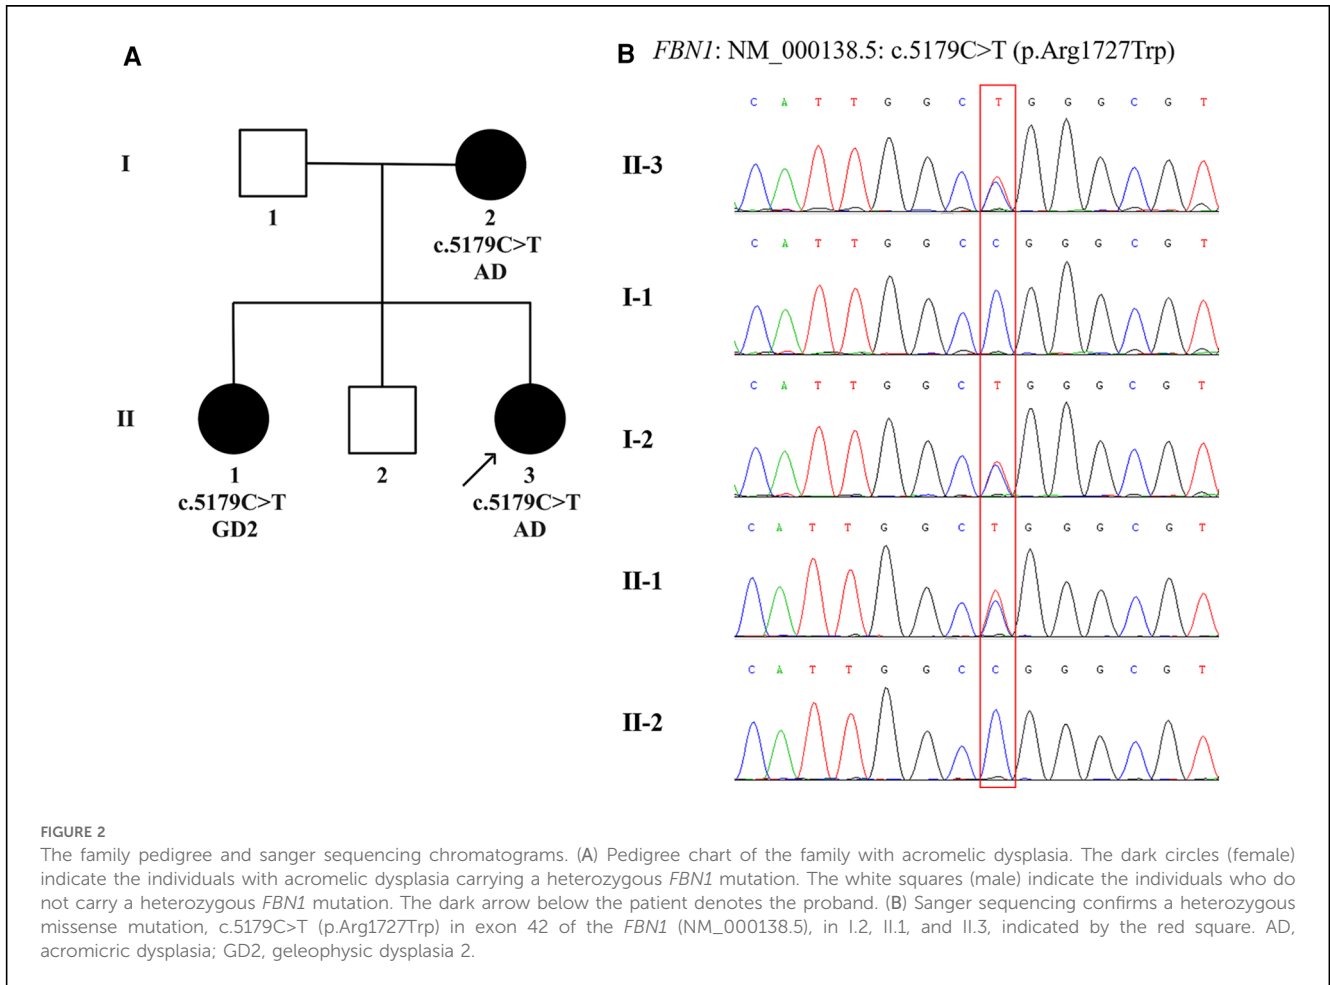 A
I
1
2
c.5179C>T
AD
II
1
c.5179C>T
GD2
2
3
c.5179C>T
AD
B FBN1: NM_000138.5: c.5179C>T (p.Arg1727Trp)
C A T T G G C T G G G C G T
II-3
C A T T G G C C G G G C G T
I-1
C A T T G G C T G G G C G T
I-2
C A T T G G C T G G G C G T
II-1
C A T T G G C C G G G C G T
II-2
FIGURE 2
The family pedigree and sanger sequencing chromatograms. (A) Pedigree chart of the family with acromelic dysplasia. The dark circles (female)
indicate the individuals with acromelic dysplasia carrying a heterozygous FBN1 mutation. The white squares (male) indicate the individuals who do
not carry a heterozygous FBN1 mutation. The dark arrow below the patient denotes the proband. (B) Sanger sequencing confirms a heterozygous
missense mutation, c.5179C>T (p.Arg1727Trp) in exon 42 of the FBN1 (NM_000138.5), in I.2, II.1, and II.3, indicated by the red square. AD,
acromicric dysplasia; GD2, geleophysic dysplasia 2.